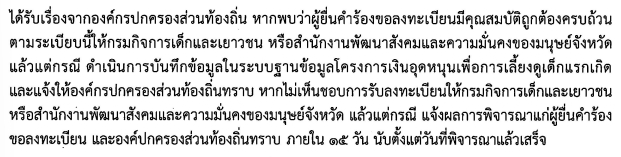 ได้รับเรื่องจากองค์กรปกครองส่วนท้องถิ่น หากพบว่าผู้ยื่นคำร้องขอลงทะเบียนมีคุณสมบัติถูกต้องครบถ้วน
ตามระเบียบนี้ให้กรมกิจการเด็กและเยาวชน หรือสำนักงานพัฒนาสังคมและความมั่นคงของมนุษย์จังหวัด
แล้วแต่กรณี ดำเนินการบันทึกข้อมูลในระบบฐานข้อมูลโครงการเงินอุดหนุนเพื่อการเลี้ยงดูเด็กแรกเกิด
และแจ้งให้องค์กรปกครองส่วนท้องถิ่นทราบ หากไม่เห็นชอบการรับลงทะเบียนให้กรมกิจการเด็กและเยาวชน
หรือสำนักงานพัฒนาสังคมและความมั่นคงของมนุษย์จังหวัด แล้วแต่กรณี แจ้งผลการพิจารณาแก่ผู้ยื่นคำร้อง
ขอลงทะเบียน และองค์ปกครองส่วนท้องถิ่นทราบ ภายใน ๑๕ วัน นับตั้งแต่วันที่พิจารณาแล้วเสร็จ